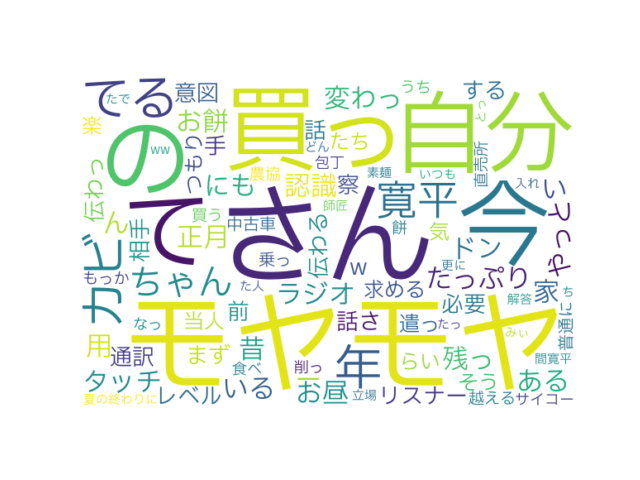 たで
てる
意図
変わっ
うち
する
とっ
楽
ww
お餅
手
買っ
自分
の
話
たち
どん
包丁
つもり
伝わっ
にも
農協
認識
察
素麺
いつも
直売所
入れ
寛平
ん
相手
買う
師匠
餅
正月
中古車
てさん
今
伝わる
気
ドン
更に
やっとい
カビ
もっか
ちゃん
乗っ
た人
w
たっぷり
ラジオ
求める
家
解答
ち
モヤモヤ
なっ
当人
前
話さ
必要
遣っ
たっ
みぃ
普通に
用
通訳
まず
昔
年
らい
残っ
間寛平
タッチ
食べ
削っ
そう
ある
夏の終わりに
レベル
いる
お昼
立場
リスナー
越える
サイコー